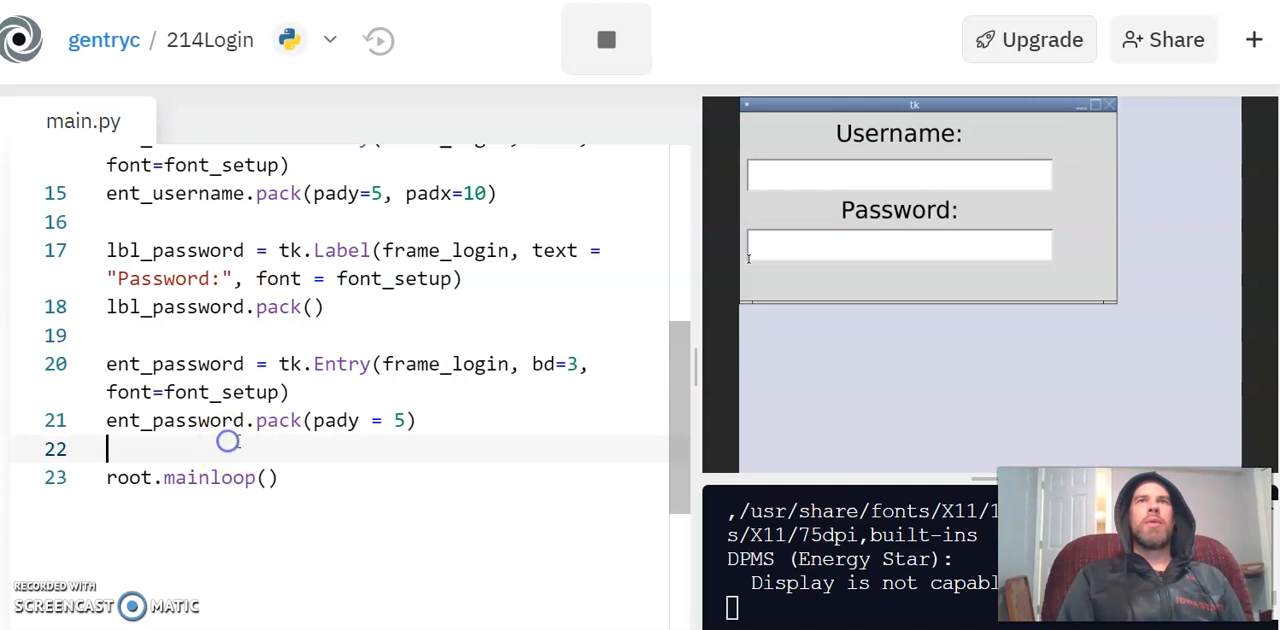 gentryc / 214Login
Upgrade
Share
main.py
font=font_setup)
15 ent_username.pack(pady=5, padx=10)
16
17 lbl_password = tk.Label(frame_login, text =
"Password:", font = font_setup)
18 lbl_password.pack()
19
20 ent_password = tk.Entry(frame_login, bd=3,
font=font_setup)
21 ent_password.pack(pady = 5)
22
23 root.mainloop()
tk
Username:
Password:
,/usr/share/fonts/X11/1
s/X11/75dpi,built-ins
DPMS (Energy Star):
Display is not capabl
RECORDED WITH
SCREENCAST MATIC